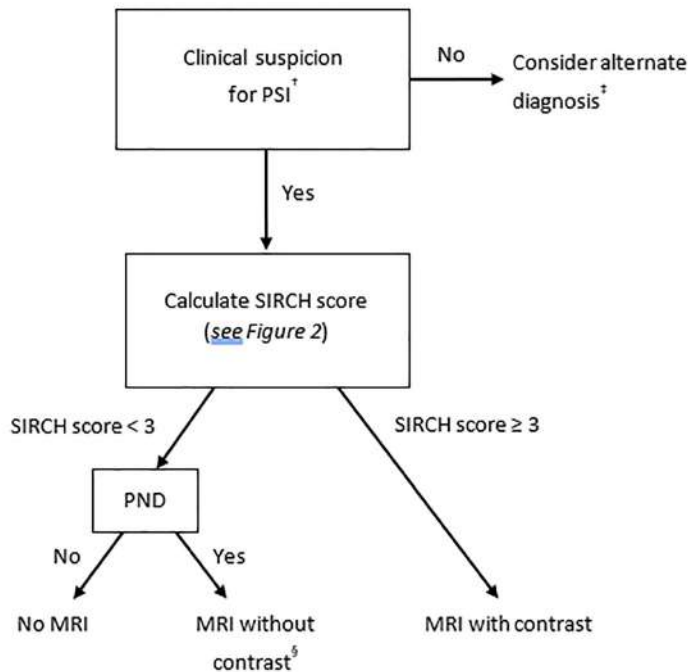 Clinical suspicion
for PSI†
No
Consider alternate
diagnosis‡
Yes
Calculate SIRCH score
(see Figure 2)
SIRCH score < 3
SIRCH score ≥ 3
PND
No
Yes
No MRI
MRI without
contrast§
MRI with contrast